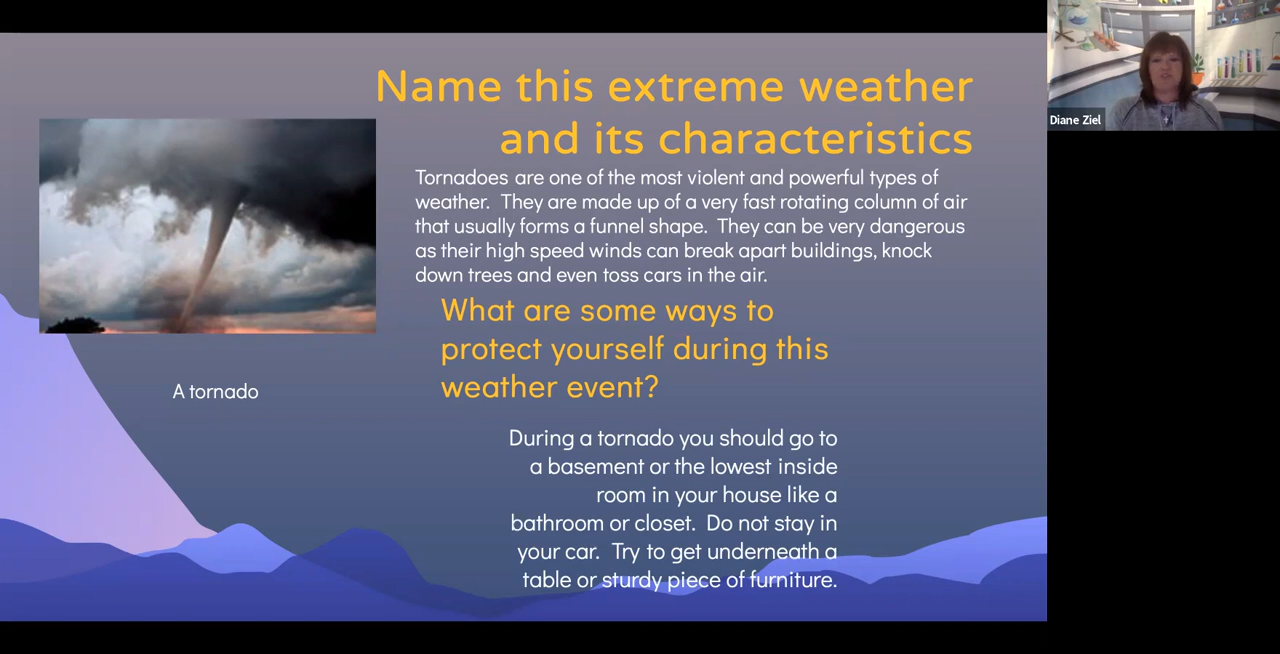 Name this extreme weather
and its characteristics
Tornadoes are one of the most violent and powerful types of
weather.  They are made up of a very fast rotating column of air
that usually forms a funnel shape.  They can be very dangerous
as their high speed winds can break apart buildings, knock
down trees and even toss cars in the air.
What are some ways to
protect yourself during this
weather event?
A tornado
During a tornado you should go to
a basement or the lowest inside
room in your house like a
bathroom or closet.  Do not stay in
your car.  Try to get underneath a
table or sturdy piece of furniture.
Diane Ziel